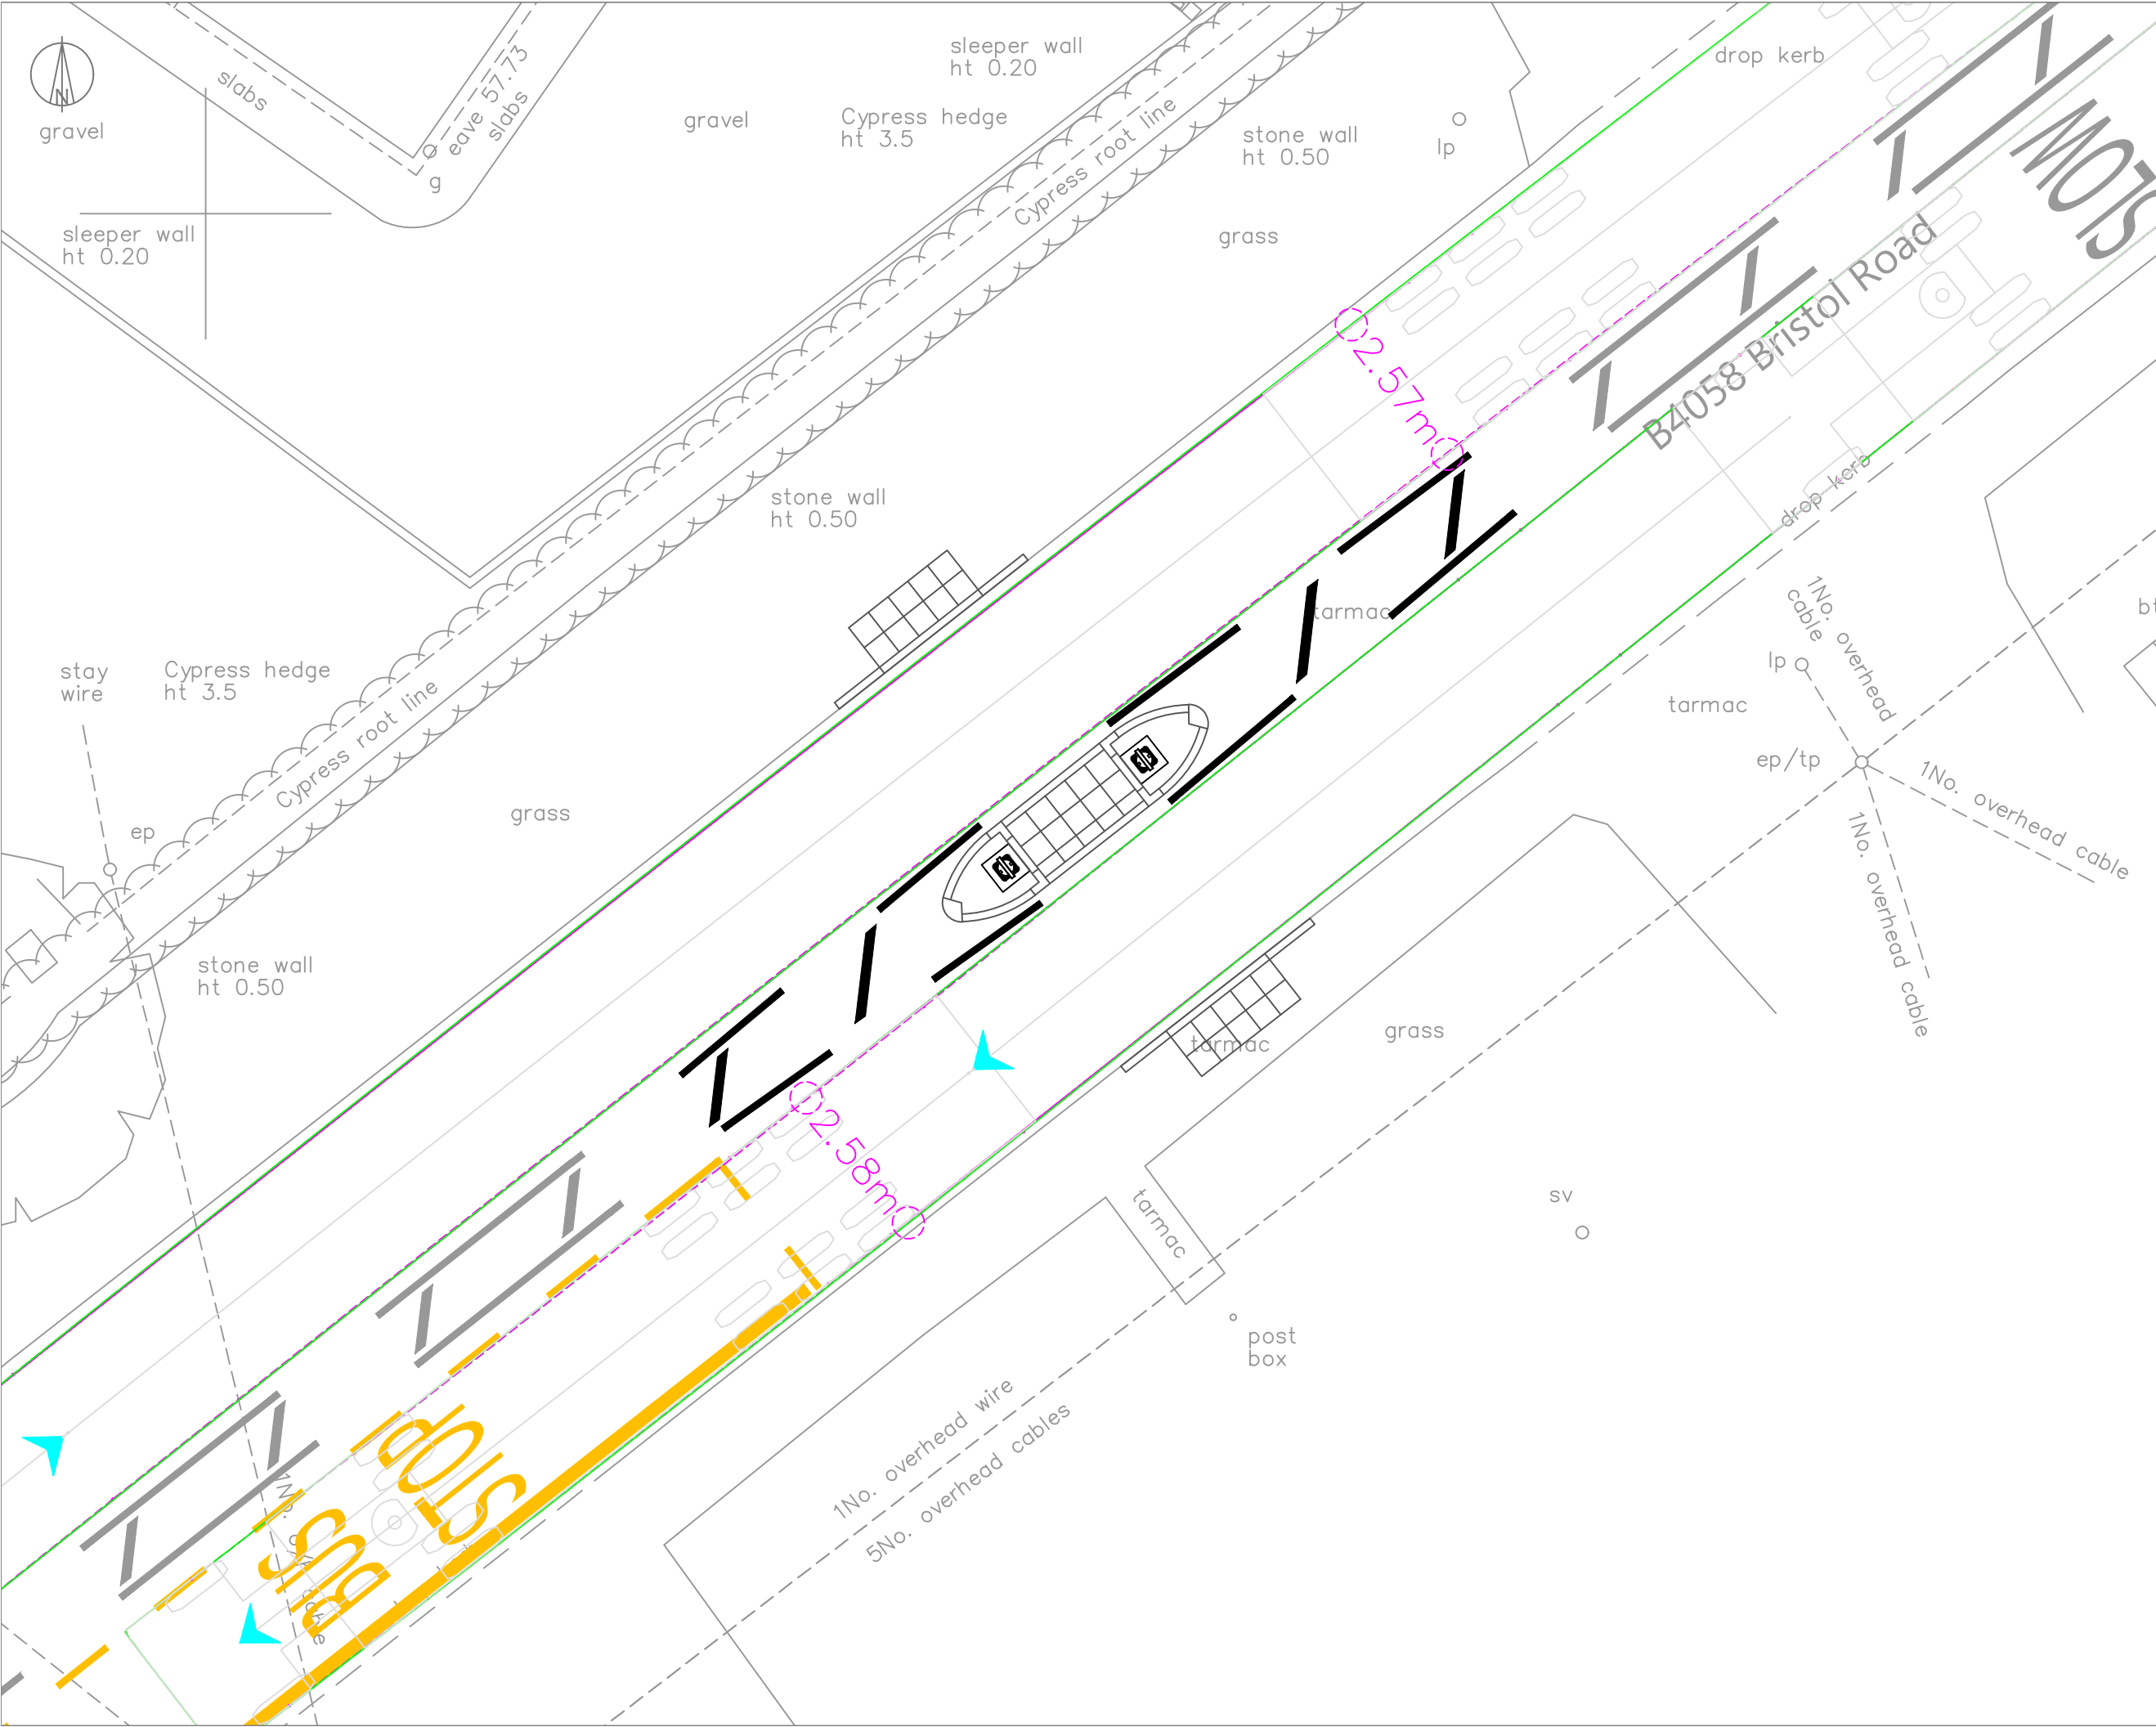 sleeper wall
ht 0.20
drop kerb
slabs
eave 57.73
slabs
N
gravel
gravel
Cypress hedge
ht 3.5
Cypress root line
stone wall
ht 0.50
lp
g
sleeper wall
ht 0.20
grass
SLOW
B4058 Bristol Road
2.57m
drop kerb
stone wall
ht 0.50
tarmac
1No. overhead
cable
lp
stay
wire
Cypress hedge
ht 3.5
Cypress root line
tarmac
ep/tp
1No. overhead cable
grass
ep
1No. overhead cable
stone wall
ht 0.50
grass
tarmac
2.58m
tarmac
sv
post
box
1No. overhead wire
5No. overhead cables